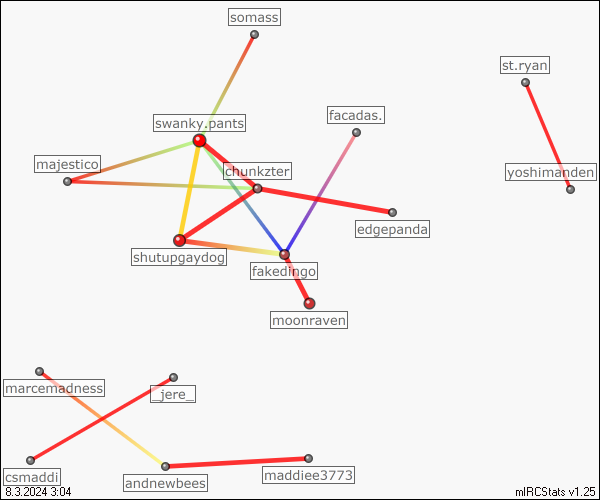 somass
st.ryan
swanky.pants
facadas.
majestico
chunkzter
yoshimanden
edgepanda
shutupgaydog
fakedingo
moonraven
marcemadness
_jere_
csmaddi
andnewbees
maddiee3773
8.3.2024 3:04
mIRCStats v1.25